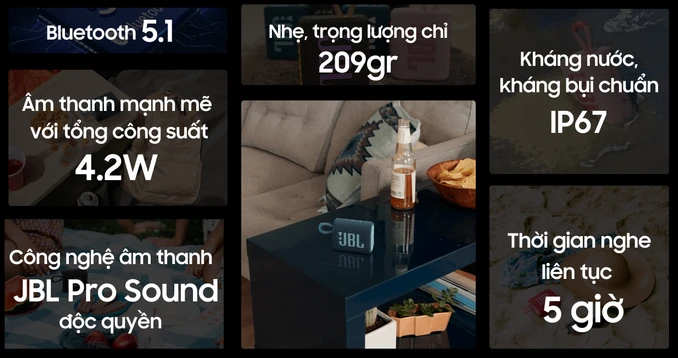 Bluetooth 5.1
Âm thanh mạnh mẽ
với tổng công suất
4.2W
Công nghệ âm thanh
JBL Pro Sound
độc quyền
Nhẹ, trọng lượng chỉ
209gr
JBL
Kháng nước,
kháng bụi chuẩn
IP67
Thời gian nghe
liên tục
5 giờ